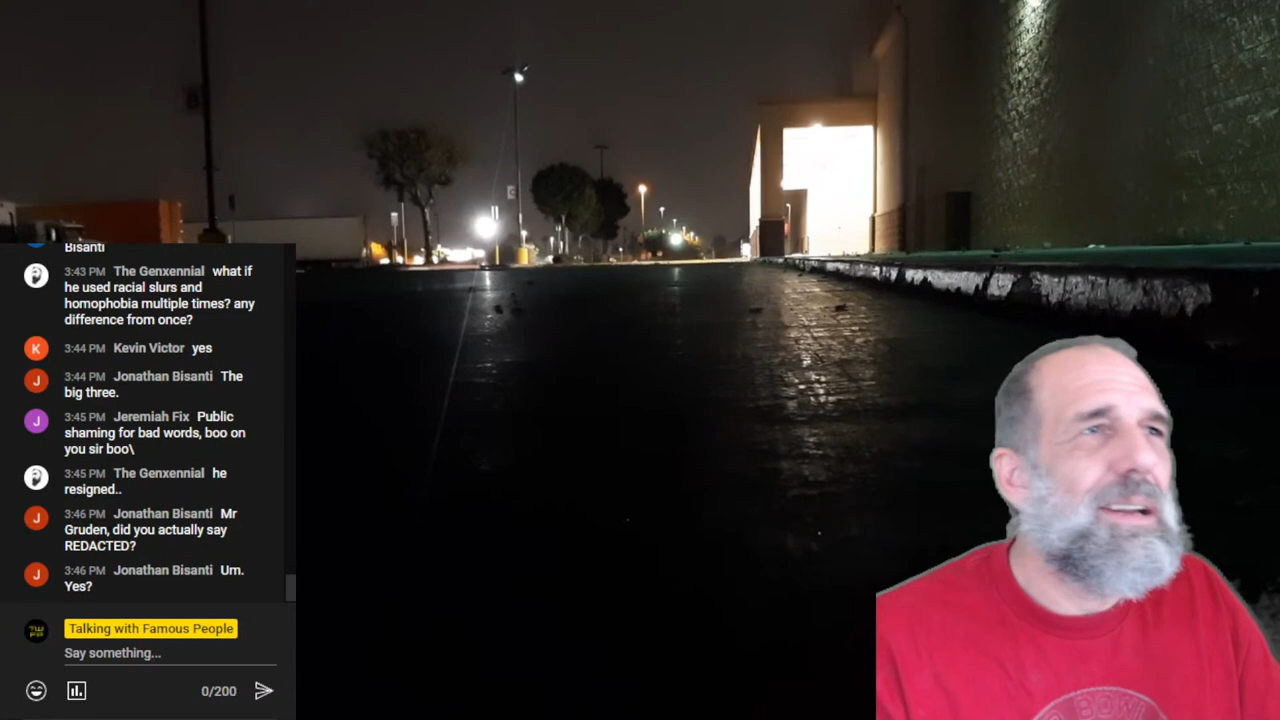 Bisanti
3:43 PM The Genxennial what if
he used racial slurs and
homophobia multiple times? any
difference from once?
K
3:44 PM Kevin Victor yes
J
3:44 PM Jonathan Bisanti The
big three.
J
3:45 PM Jeremiah Fix Public
shaming for bad words, boo on
you sir boo\
3:45 PM The Genxennial he
resigned..
J
3:46 PM Jonathan Bisanti Mr
Gruden, did you actually say
REDACTED?
J
3:46 PM Jonathan Bisanti Um.
Yes?
TW
FP
Talking with Famous People
Say something...
0/200
BOWL